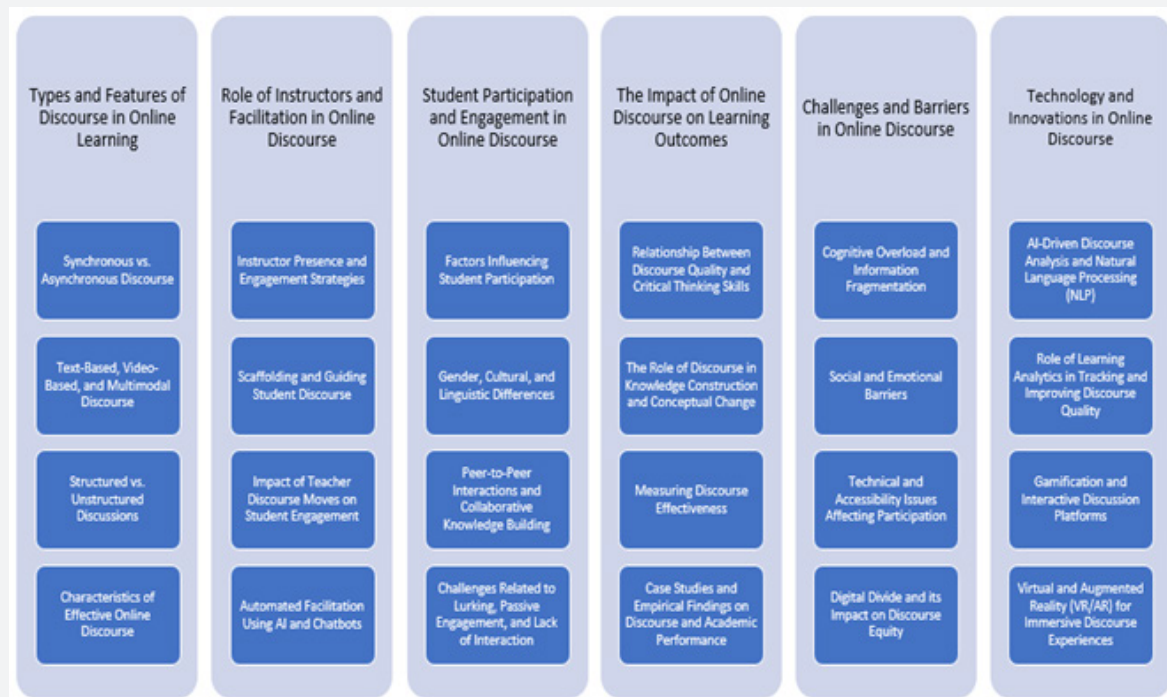 Types and Features of
Discourse in Online
Learning
Synchronous vs.
Asynchronous Discourse
Text-Based, Video-
Based, and Multimodal
Discourse
Structured vs.
Unstructured
Discussions
Characteristics of
Effective Online
Discourse
Role of Instructors and
Facilitation in Online
Discourse
Instructor Presence and
Engagement Strategies
Scaffolding and Guiding
Student Discourse
Impact of Teacher
Discourse Moves on
Student Engagement
Automated Facilitation
Using AI and Chatbots
Student Participation
and Engagement in
Online Discourse
Factors Influencing
Student Participation
Gender, Cultural, and
Linguistic Differences
Peer-to-Peer
Interactions and
Collaborative
Knowledge Building
Challenges Related to
Lurking, Passive
Engagement, and Lack
of Interaction
The Impact of Online
Discourse on Learning
Outcomes
Relationship Between
Discourse Quality and
Critical Thinking Skills
The Role of Discourse in
Knowledge Construction
and Conceptual Change
Measuring Discourse
Effectiveness
Case Studies and
Empirical Findings on
Discourse and Academic
Performance
Challenges and Barriers
in Online Discourse
Cognitive Overload and
Information
Fragmentation
Social and Emotional
Barriers
Technical and
Accessibility Issues
Affecting Participation
Digital Divide and its
Impact on Discourse
Equity
Technology and
Innovations in Online
Discourse
AI-Driven Discourse
Analysis and Natural
Language Processing
(NLP)
Role of Learning
Analytics in Tracking and
Improving Discourse
Quality
Gamification and
Interactive Discussion
Platforms
Virtual and Augmented
Reality (VR/AR) for
Immersive Discourse
Experiences